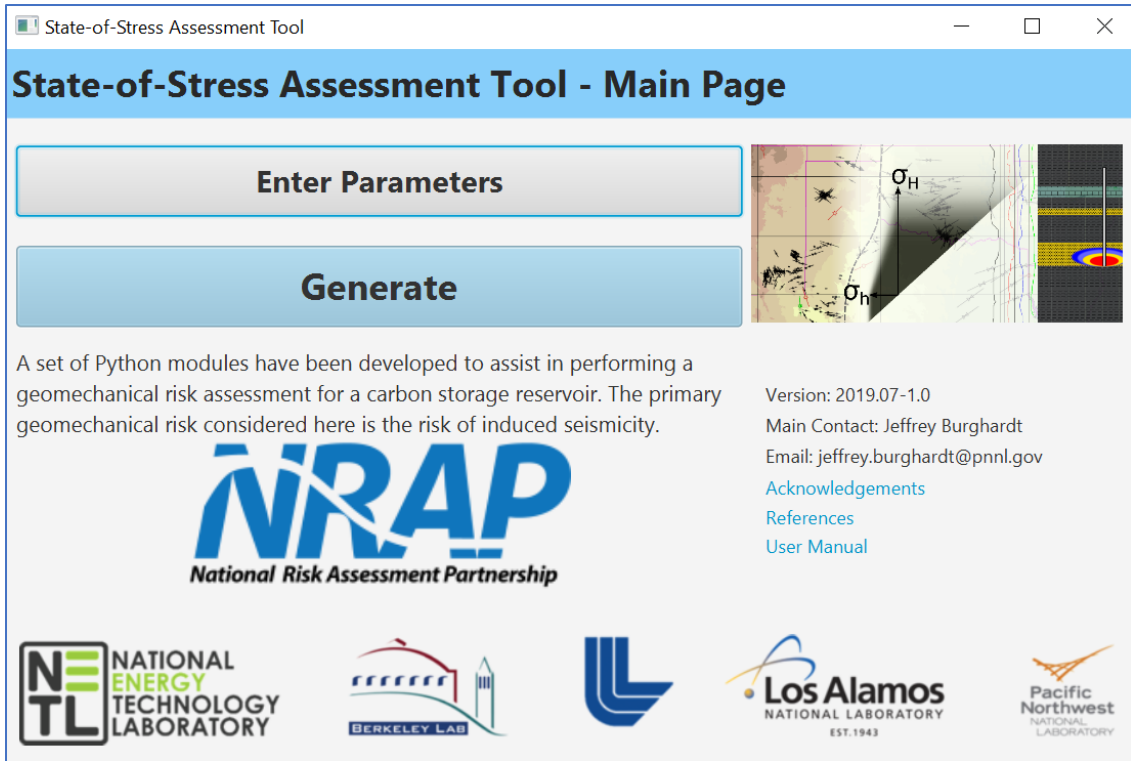 State-of-Stress Assessment Tool
State-of-Stress Assessment Tool - Main Page
Enter Parameters
Generate
σH
σh
A set of Python modules have been developed to assist in performing a
geomechanical risk assessment for a carbon storage reservoir. The primary
geomechanical risk considered here is the risk of induced seismicity.
Version: 2019.07-1.0
Main Contact: Jeffrey Burghardt
Email: jeffrey.burghardt@pnnl.gov
Acknowledgements
References
User Manual
NRAP
National Risk Assessment Partnership
NE
TL
NATIONAL
ENERGY
TECHNOLOGY
LABORATORY
BERKELEY LAB
Los Alamos
NATIONAL LABORATORY
EST.1943
Pacific
Northwest
NATIONAL
LABORATORY